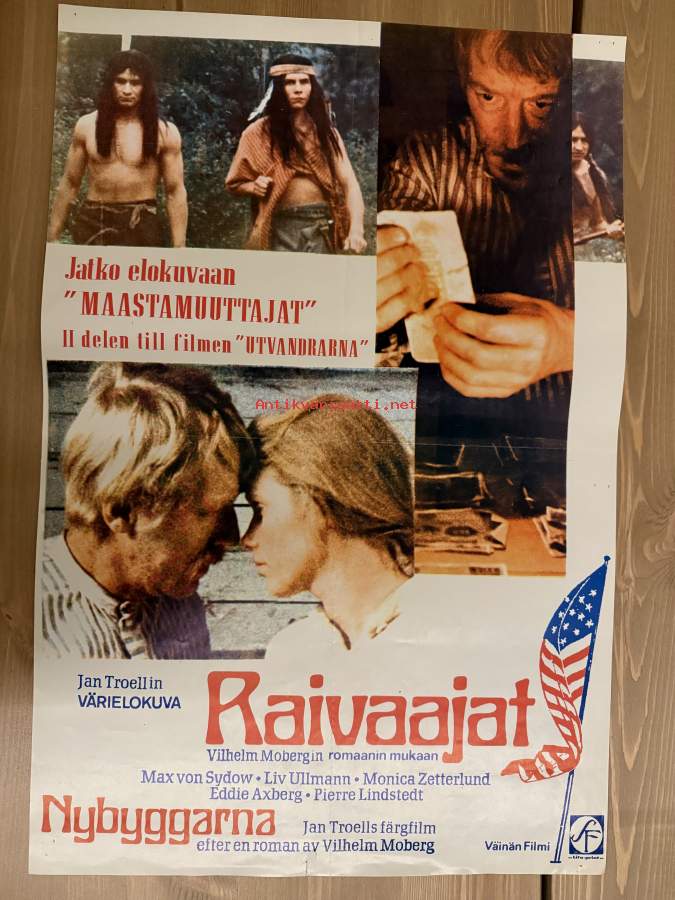 Jatko elokuvaan
"MAASTAMUUTTAJAT"
II delen till filmen "UTVANDRARNA"
Antikvariaatti.net
Jan Troellin
VÄRIELOKUVA
Raivaajat
Vilhelm Mobergin romaanin mukaan
Max von Sydow • Liv Ullmann • Monica Zetterlund
Eddie Axberg • Pierre Lindstedt
Nybyggarna
Jan Troells färgfilm
efter en roman av Vilhelm Moberg
Väinän Filmi
SF